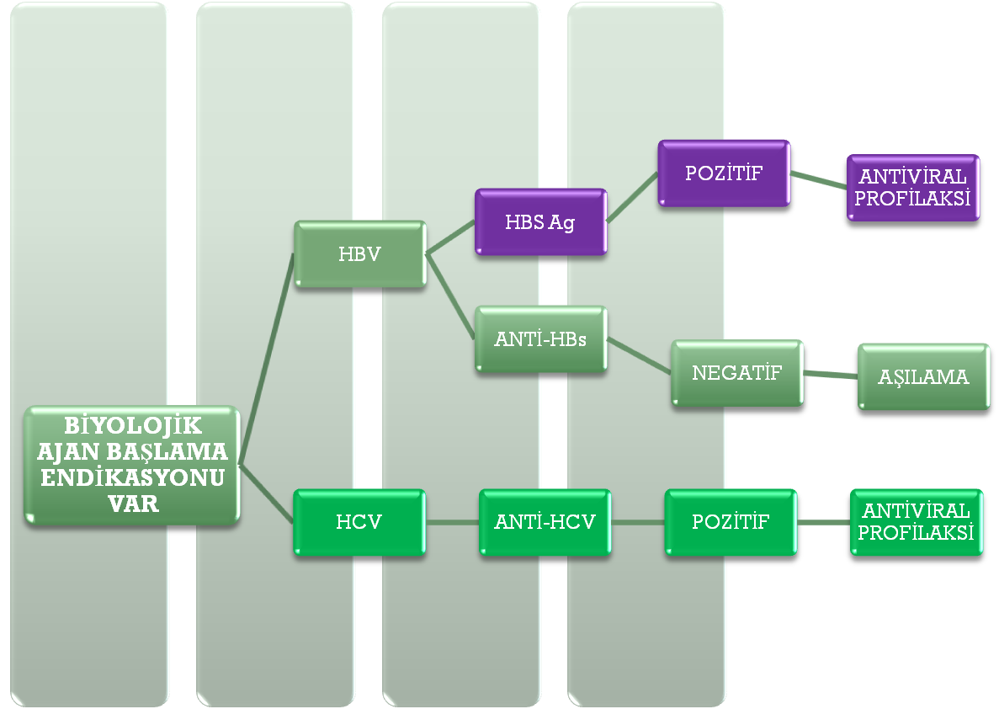 BİYOLOJİK
AJAN BAŞLAMA
ENDİKASYONU
VAR
HBV
HBS Ag
POZİTİF
ANTİVİRAL
PROFİLAKSİ
ANTİ-HBs
NEGATİF
AŞILAMA
HCV
ANTİ-HCV
POZİTİF
ANTİVİRAL
PROFİLAKSİ